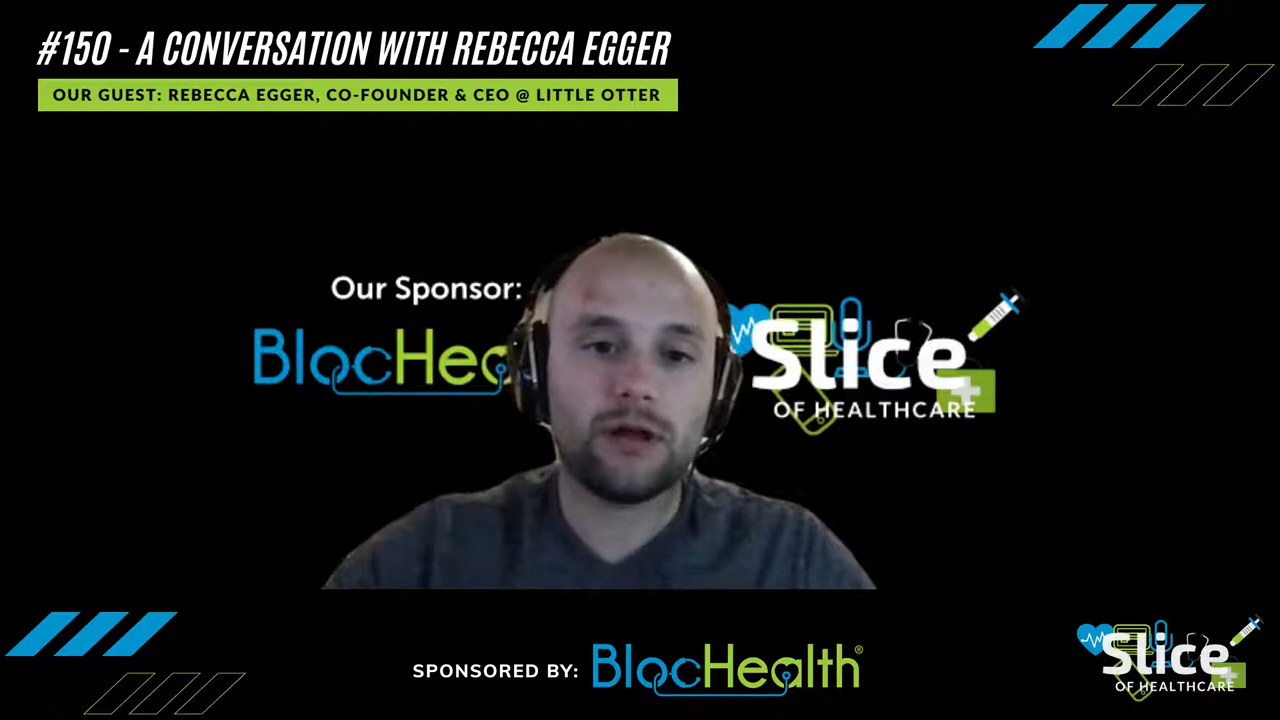 #150 - A CONVERSATION WITH REBECCA EGGER
OUR GUEST: REBECCA EGGER, CO-FOUNDER & CEO @ LITTLE OTTER
Our Sponsor:
BlocHea
Slice
OF HEALTHCARE
SPONSORED BY: BlocHealth®
Slice
OF HEALTHCARE